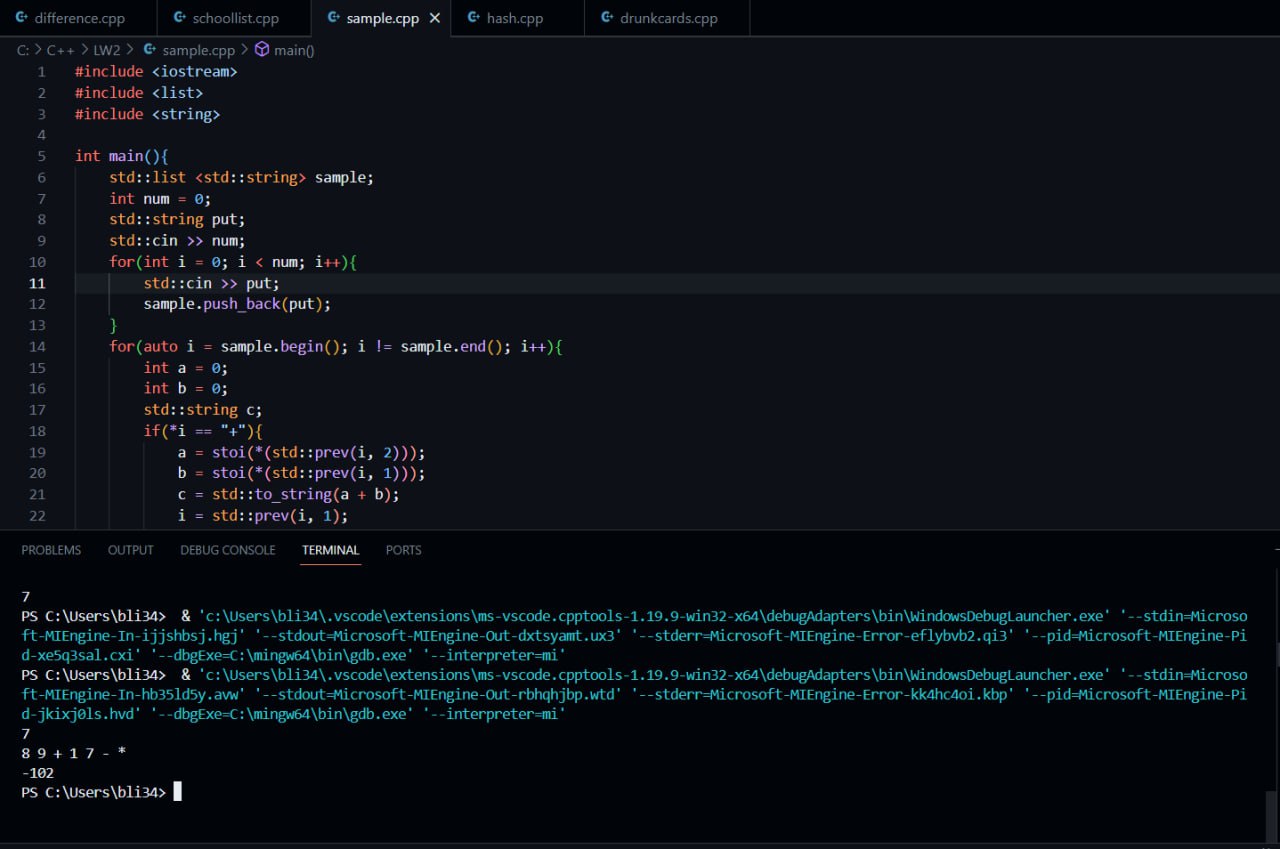 difference.cpp schoollist.cpp sample.cpp hash.cpp drunkcards.cpp
C: > C++ > LW2 > sample.cpp > main()
1 #include <iostream>
2 #include <list>
3 #include <string>
4
5 int main(){
6 std::list <std::string> sample;
7 int num = 0;
8 std::string put;
9 std::cin >> num;
10 for(int i = 0; i < num; i++){
11 std::cin >> put;
12 sample.push_back(put);
13 }
14 for(auto i = sample.begin(); i != sample.end(); i++){
15 int a = 0;
16 int b = 0;
17 std::string c;
18 if(*i == "+"){
19 a = stoi(*(std::prev(i, 2)));
20 b = stoi(*(std::prev(i, 1)));
21 c = std::to_string(a + b);
22 i = std::prev(i, 1);
PROBLEMS OUTPUT DEBUG CONSOLE TERMINAL PORTS
7
PS C:\Users\bli34> & 'c:\Users\bli34\.vscode\extensions\ms-vscode.cpptools-1.19.9-win32-x64\debugAdapters\bin\WindowsDebugLauncher.exe' '--stdin=Microso
ft-MIEngine-In-ijjshbsj.hgj' '--stdout=Microsoft-MIEngine-Out-dxtsyamt.ux3' '--stderr=Microsoft-MIEngine-Error-eflybvb2.qi3' '--pid=Microsoft-MIEngine-Pi
d-xe5q3sal.cxi' '--dbgExe=C:\mingw64\bin\gdb.exe' '--interpreter=mi'
PS C:\Users\bli34> & 'c:\Users\bli34\.vscode\extensions\ms-vscode.cpptools-1.19.9-win32-x64\debugAdapters\bin\WindowsDebugLauncher.exe' '--stdin=Microso
ft-MIEngine-In-hb35ld5y.avw' '--stdout=Microsoft-MIEngine-Out-rbhqhjbp.wtd' '--stderr=Microsoft-MIEngine-Error-kk4hc4oi.kbp' '--pid=Microsoft-MIEngine-Pi
d-jkixj0ls.hvd' '--dbgExe=C:\mingw64\bin\gdb.exe' '--interpreter=mi'
7
8 9 + 1 7 - *
-102
PS C:\Users\bli34>